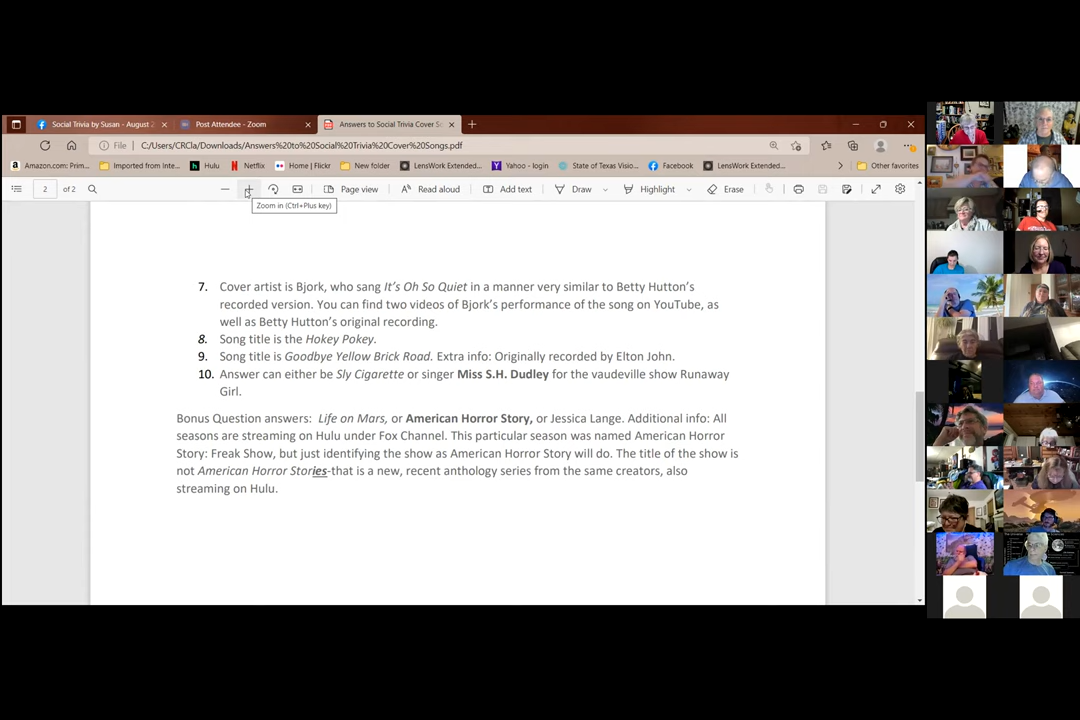 Social Trivia by Susan - August 2
Post Attendee - Zoom
Answers to Social Trivia Cover So
File
C:/Users/CRCla/Downloads/Answers%20to%20Social%20Trivia%20Cover%20Songs.pdf
Amazon.com: Prim...
Imported from Inte...
Hulu
Netflix
Home | Flickr
New folder
LensWork Extended...
Yahoo - login
State of Texas Visio...
Facebook
LensWork Extended...
Other favorites
2 of 2
Page view
Read aloud
Add text
Draw
Highlight
Erase
Zoom in (Ctrl+Plus key)
7. Cover artist is Bjork, who sang It's Oh So Quiet in a manner very similar to Betty Hutton's
recorded version. You can find two videos of Bjork's performance of the song on YouTube, as
well as Betty Hutton's original recording.
8. Song title is the Hokey Pokey.
9. Song title is Goodbye Yellow Brick Road. Extra info: Originally recorded by Elton John.
10. Answer can either be Sly Cigarette or singer Miss S.H. Dudley for the vaudeville show Runaway
Girl.
Bonus Question answers: Life on Mars, or American Horror Story, or Jessica Lange. Additional info: All
seasons are streaming on Hulu under Fox Channel. This particular season was named American Horror
Story: Freak Show, but just identifying the show as American Horror Story will do. The title of the show is
not American Horror Stories-that is a new, recent anthology series from the same creators, also
streaming on Hulu.